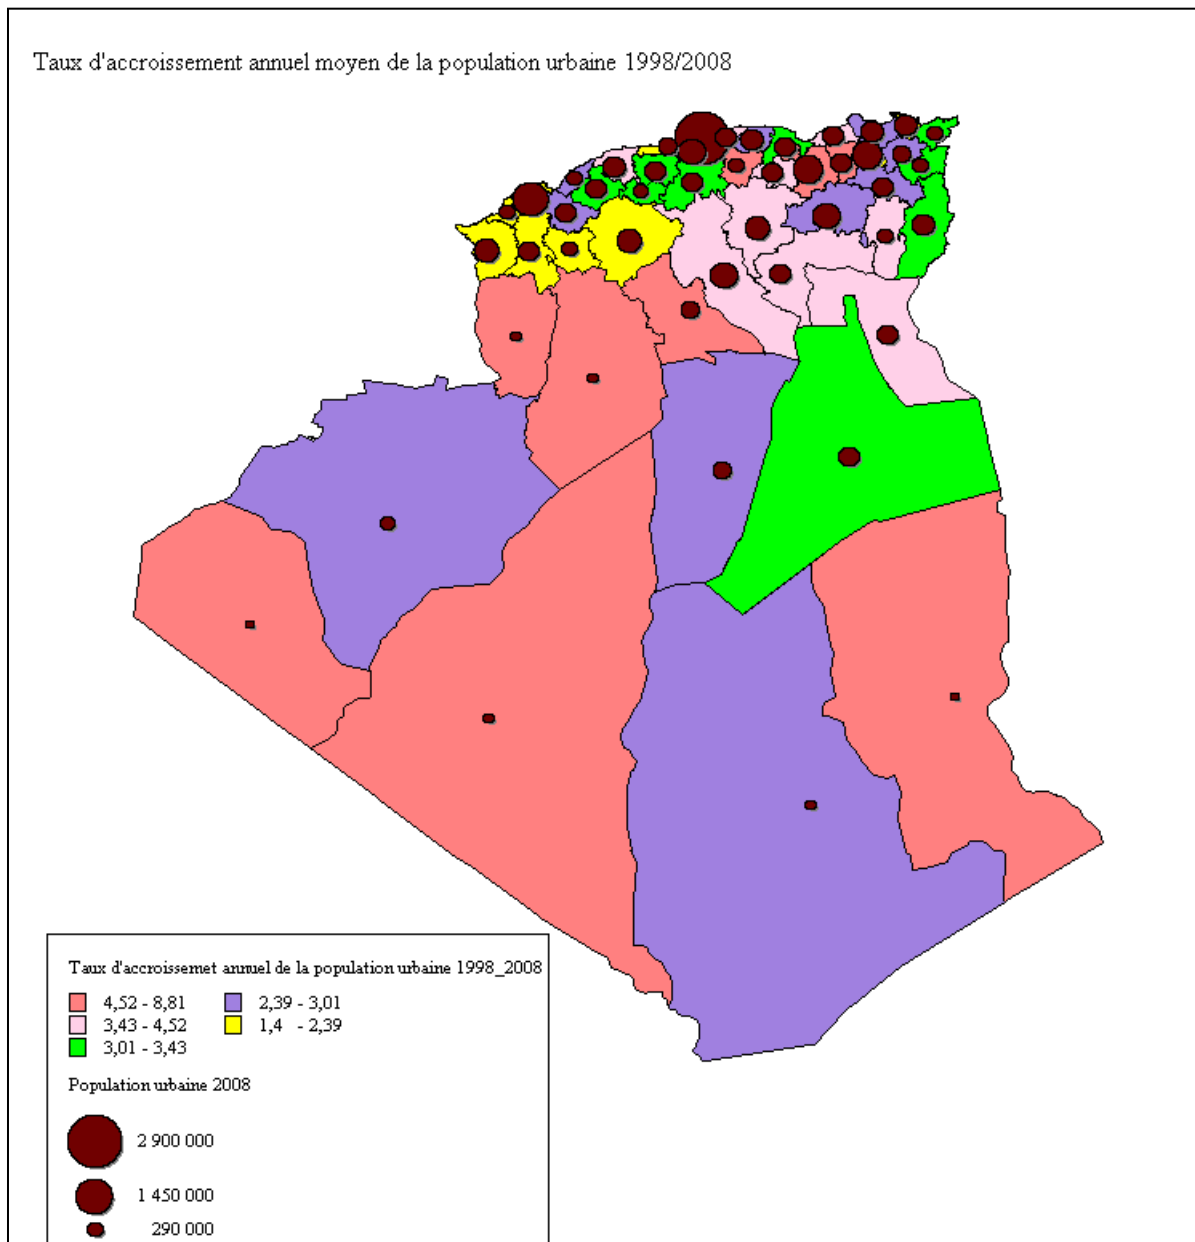 Taux d'accroissement annuel moyen de la population urbaine 1998/2008
Taux d'accroissemet annuel de la population urbaine 1998_2008
4,52 - 8,81
2,39 - 3,01
3,43 - 4,52
1,4 - 2,39
3,01 - 3,43
Population urbaine 2008
2 900 000
1 450 000
290 000